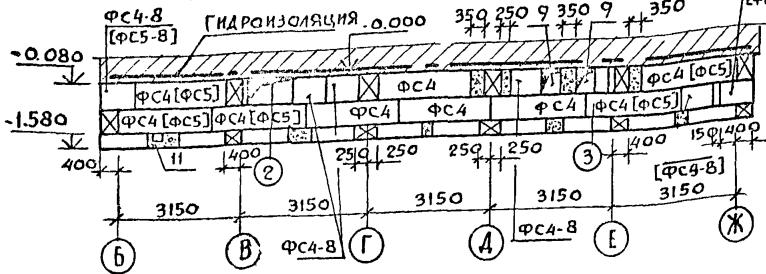 ФС4-8
[ФС5-8]
ГИДРОИЗОЛЯЦИЯ
-0.000
350 250 9 350 9 350
-0.080
ФС4 [ФС5]
ФС4
ФС4
ФС4 [ФС5]
ФС4 [ФС5]
ФС4 [ФС5]
ФС4
ФС4
ФС4
ФС4 [ФС5]
-1.580
400
11
400
2
250 250
250 250
3
400
150 400
[ФС9-8]
3150 3150 3150 3150 3150
ФС4-8
ФС4-8
Б В Г Д Е Ж